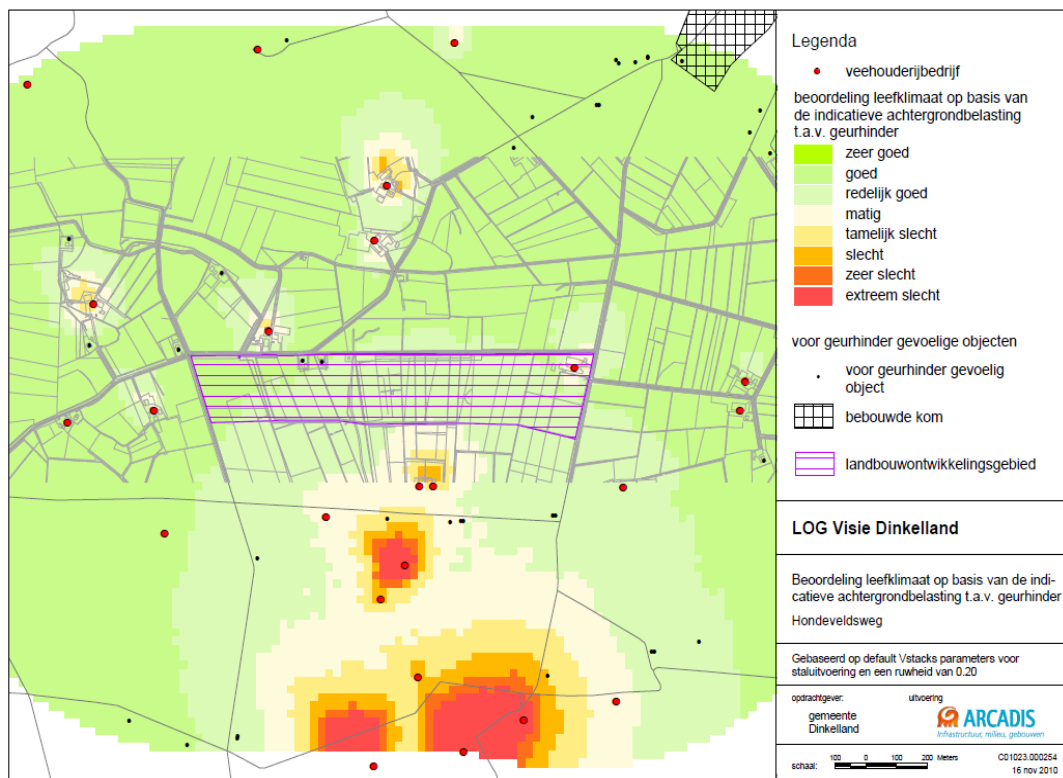 Legenda
veehouderijbedrijf
beoordeling leefklimaat op basis van
de indicatieve achtergrondbelasting
t.a.v. geurhinder
zeer goed
goed
redelijk goed
matig
tamelijk slecht
slecht
zeer slecht
extreem slecht
voor geurhinder gevoelige objecten
voor geurhinder gevoelig
object
bebouwde kom
landbouwontwikkelingsgebied
LOG Visie Dinkelland
Beoordeling leefklimaat op basis van de indi-
catieve achtergrondbelasting t.a.v. geurhinder
Hondeveldsweg
Gebaseerd op default Vstacks parameters voor
staluitvoering en een ruwheid van 0.20
opdrachtgever: uitvoering
gemeente
Dinkelland
ARCADIS
Infrastructuur, milieu, gebouwen
schaal: 100 0 100 200 Meters
C01023.000254
16 nov 2010